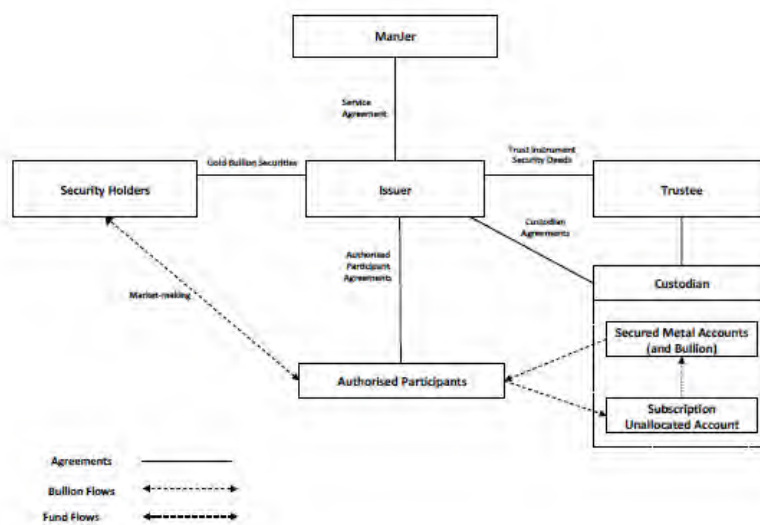 ManJer
Service
Agreement
Gold Bullion Securities
Trust Instrument
Security Deeds
Security Holders
Issuer
Trustee
Custodian
Agreements
Authorised
Participant
Agreements
Custodian
Market-making
Secured Metal Accounts
(and Bullion)
Authorised Participants
Subscription
Unallocated Account
Agreements
Bullion Flows
Fund Flows